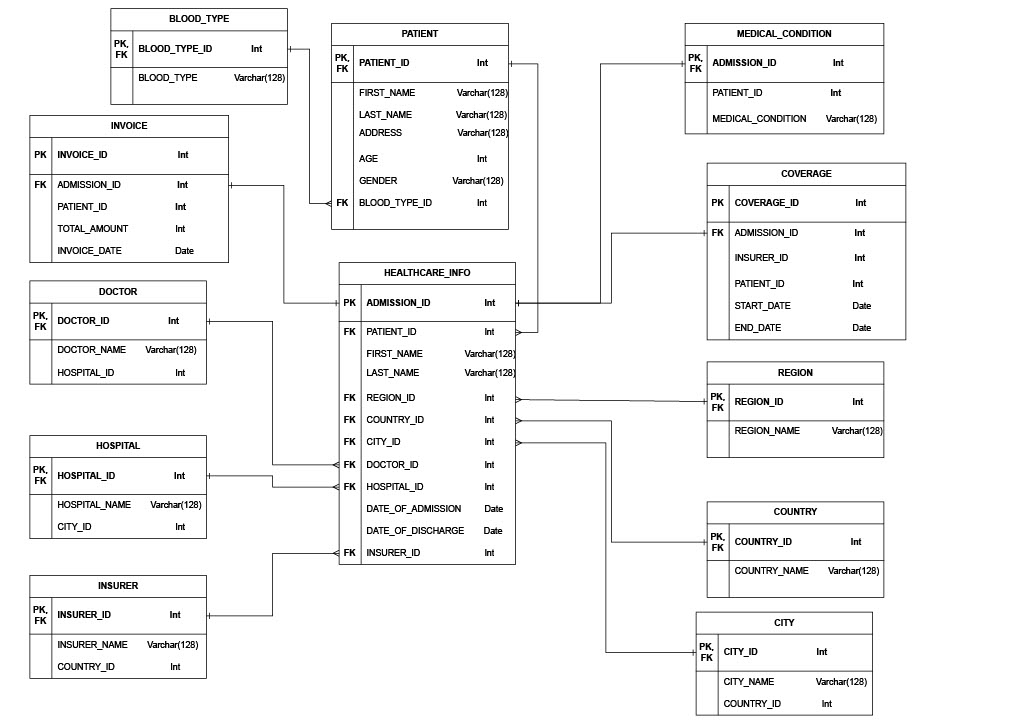 BLOOD_TYPE
PK, FK BLOOD_TYPE_ID Int
BLOOD_TYPE Varchar(128)
PATIENT
PK, FK PATIENT_ID Int
FIRST_NAME Varchar(128)
LAST_NAME Varchar(128)
ADDRESS Varchar(128)
AGE Int
GENDER Varchar(128)
FK BLOOD_TYPE_ID Int
MEDICAL_CONDITION
PK, FK ADMISSION_ID Int
PATIENT_ID Int
MEDICAL_CONDITION Varchar(128)
INVOICE
PK INVOICE_ID Int
FK ADMISSION_ID Int
PATIENT_ID Int
TOTAL_AMOUNT Int
INVOICE_DATE Date
COVERAGE
PK COVERAGE_ID Int
FK ADMISSION_ID Int
INSURER_ID Int
PATIENT_ID Int
START_DATE Date
END_DATE Date
DOCTOR
PK, FK DOCTOR_ID Int
DOCTOR_NAME Varchar(128)
HOSPITAL_ID Int
HEALTHCARE_INFO
PK ADMISSION_ID Int
FK PATIENT_ID Int
FIRST_NAME Varchar(128)
LAST_NAME Varchar(128)
FK REGION_ID Int
FK COUNTRY_ID Int
FK CITY_ID Int
FK DOCTOR_ID Int
FK HOSPITAL_ID Int
DATE_OF_ADMISSION Date
DATE_OF_DISCHARGE Date
FK INSURER_ID Int
REGION
PK, FK REGION_ID Int
REGION_NAME Varchar(128)
HOSPITAL
PK, FK HOSPITAL_ID Int
HOSPITAL_NAME Varchar(128)
CITY_ID Int
COUNTRY
PK, FK COUNTRY_ID Int
COUNTRY_NAME Varchar(128)
INSURER
PK, FK INSURER_ID Int
INSURER_NAME Varchar(128)
COUNTRY_ID Int
CITY
PK, FK CITY_ID Int
CITY_NAME Varchar(128)
COUNTRY_ID Int